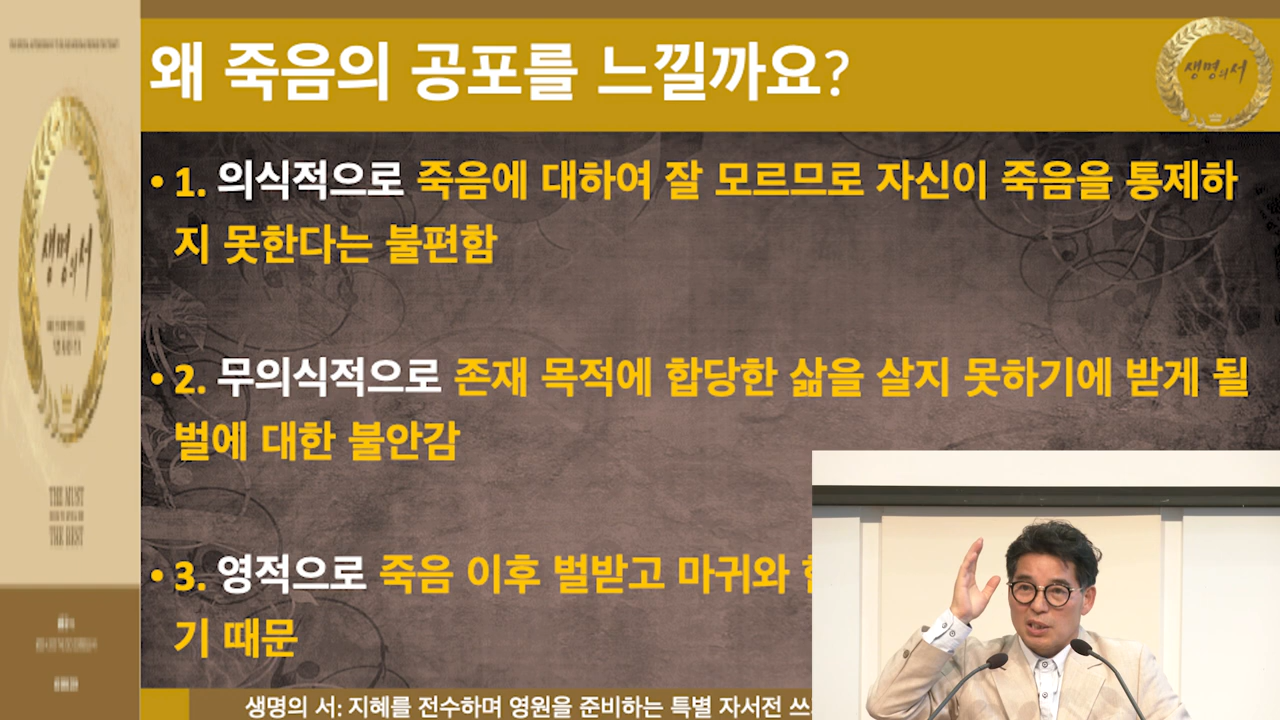 왜 죽음의 공포를 느낄까요?
생명의서
• 1. 의식적으로 죽음에 대하여 잘 모르므로 자신이 죽음을 통제하
지 못한다는 불편함
• 2. 무의식적으로 존재 목적에 합당한 삶을 살지 못하기에 받게 될
벌에 대한 불안감
• 3. 영적으로 죽음 이후 벌받고 마귀와
기 때문
생명의 서: 지혜를 전수하며 영원을 준비하는 특별 자서전 쓰
생명의서
THE MUST
THE BEST